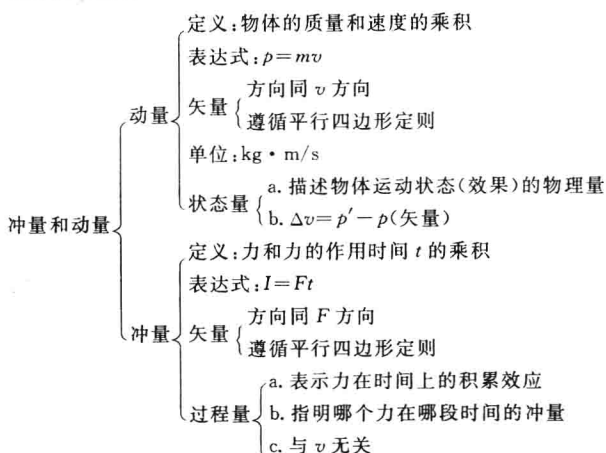 定义:物体的质量和速度的乘积
表达式:p=mv
方向同 v 方向
矢量
遵循平行四边形定则
动量
单位:kg·m/s
a. 描述物体运动状态(效果)的物理量
状态量
b. Δv=p′-p(矢量)
冲量和动量
定义:力和力的作用时间 t 的乘积
表达式:I=Ft
方向同 F 方向
冲量
矢量
遵循平行四边形定则
a. 表示力在时间上的积累效应
过程量
b. 指明哪个力在哪段时间的冲量
c. 与 v 无关